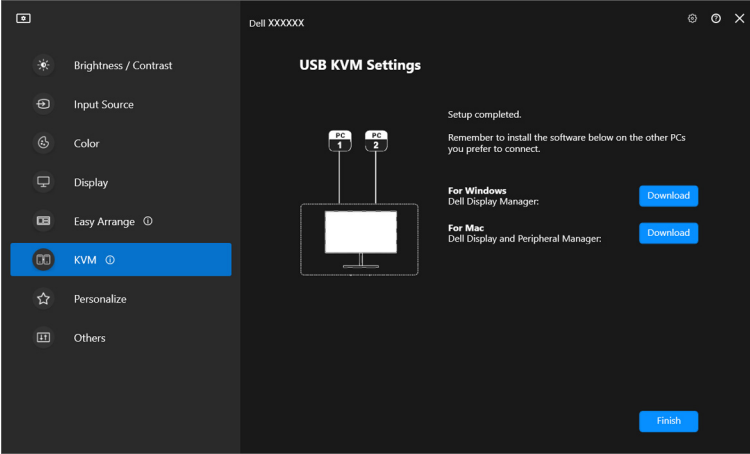 Dell XXXXXX
Brightness / Contrast
Input Source
Color
Display
Easy Arrange
KVM
Personalize
Others
USB KVM Settings
PC
1
PC
2
Setup completed.
Remember to install the software below on the other PCs
you prefer to connect.
For Windows
Dell Display Manager:
Download
For Mac
Dell Display and Peripheral Manager:
Download
Finish